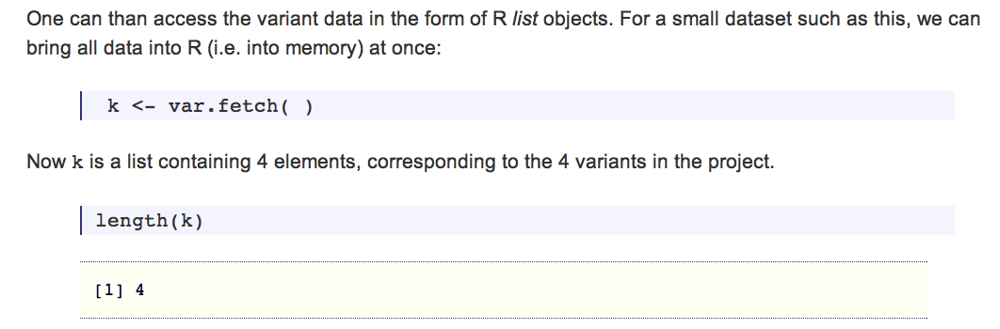 One can than access the variant data in the form of R list objects. For a small dataset such as this, we can
bring all data into R (i.e. into memory) at once:
k <- var.fetch( )
Now k is a list containing 4 elements, corresponding to the 4 variants in the project.
length(k)
[1] 4